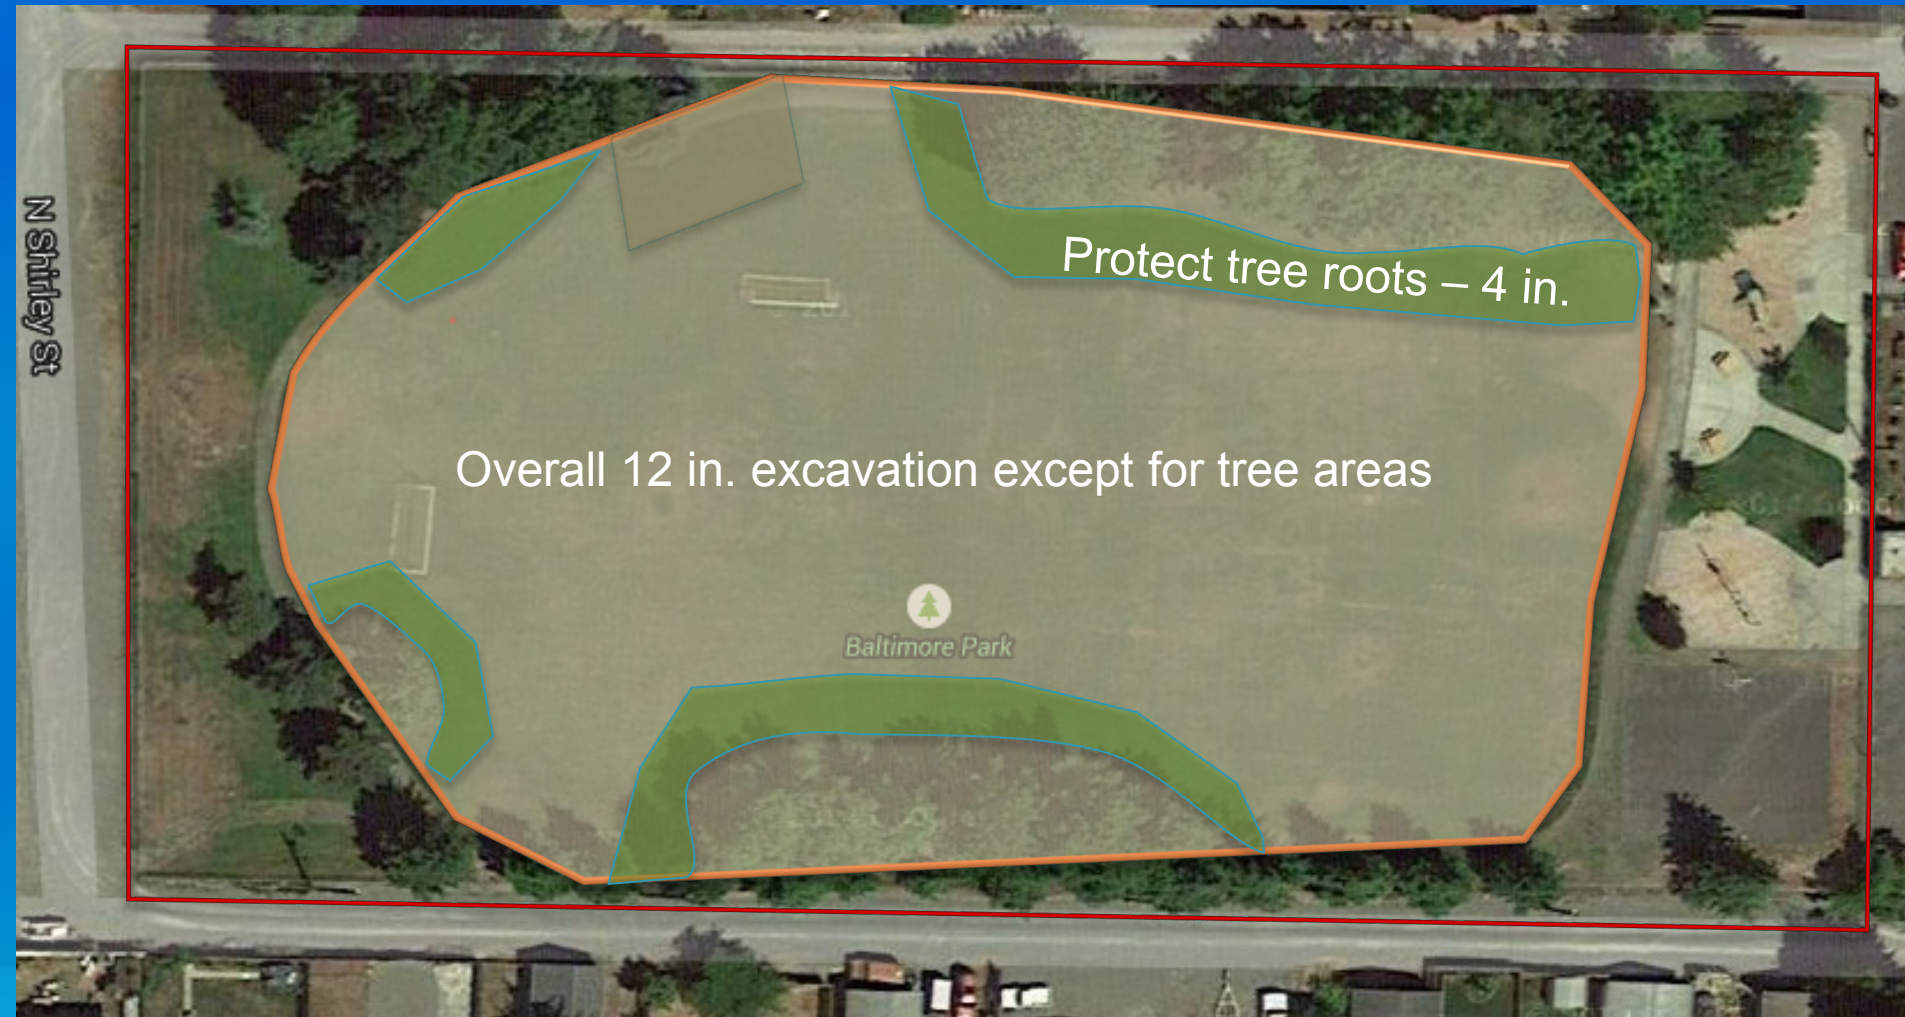 N Shirley St
Protect tree roots – 4 in.
Overall 12 in. excavation except for tree areas
Baltimore Park